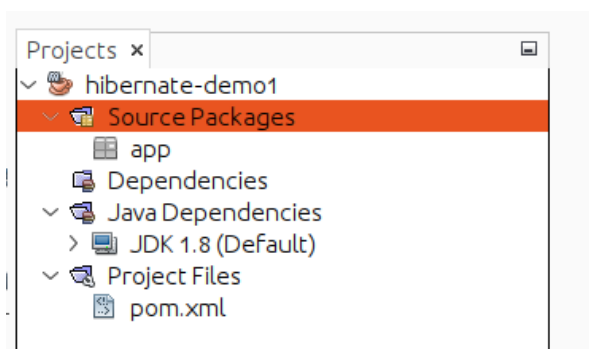 Projects ×
hibernate-demo1
Source Packages
app
Dependencies
Java Dependencies
JDK 1.8 (Default)
Project Files
pom.xml